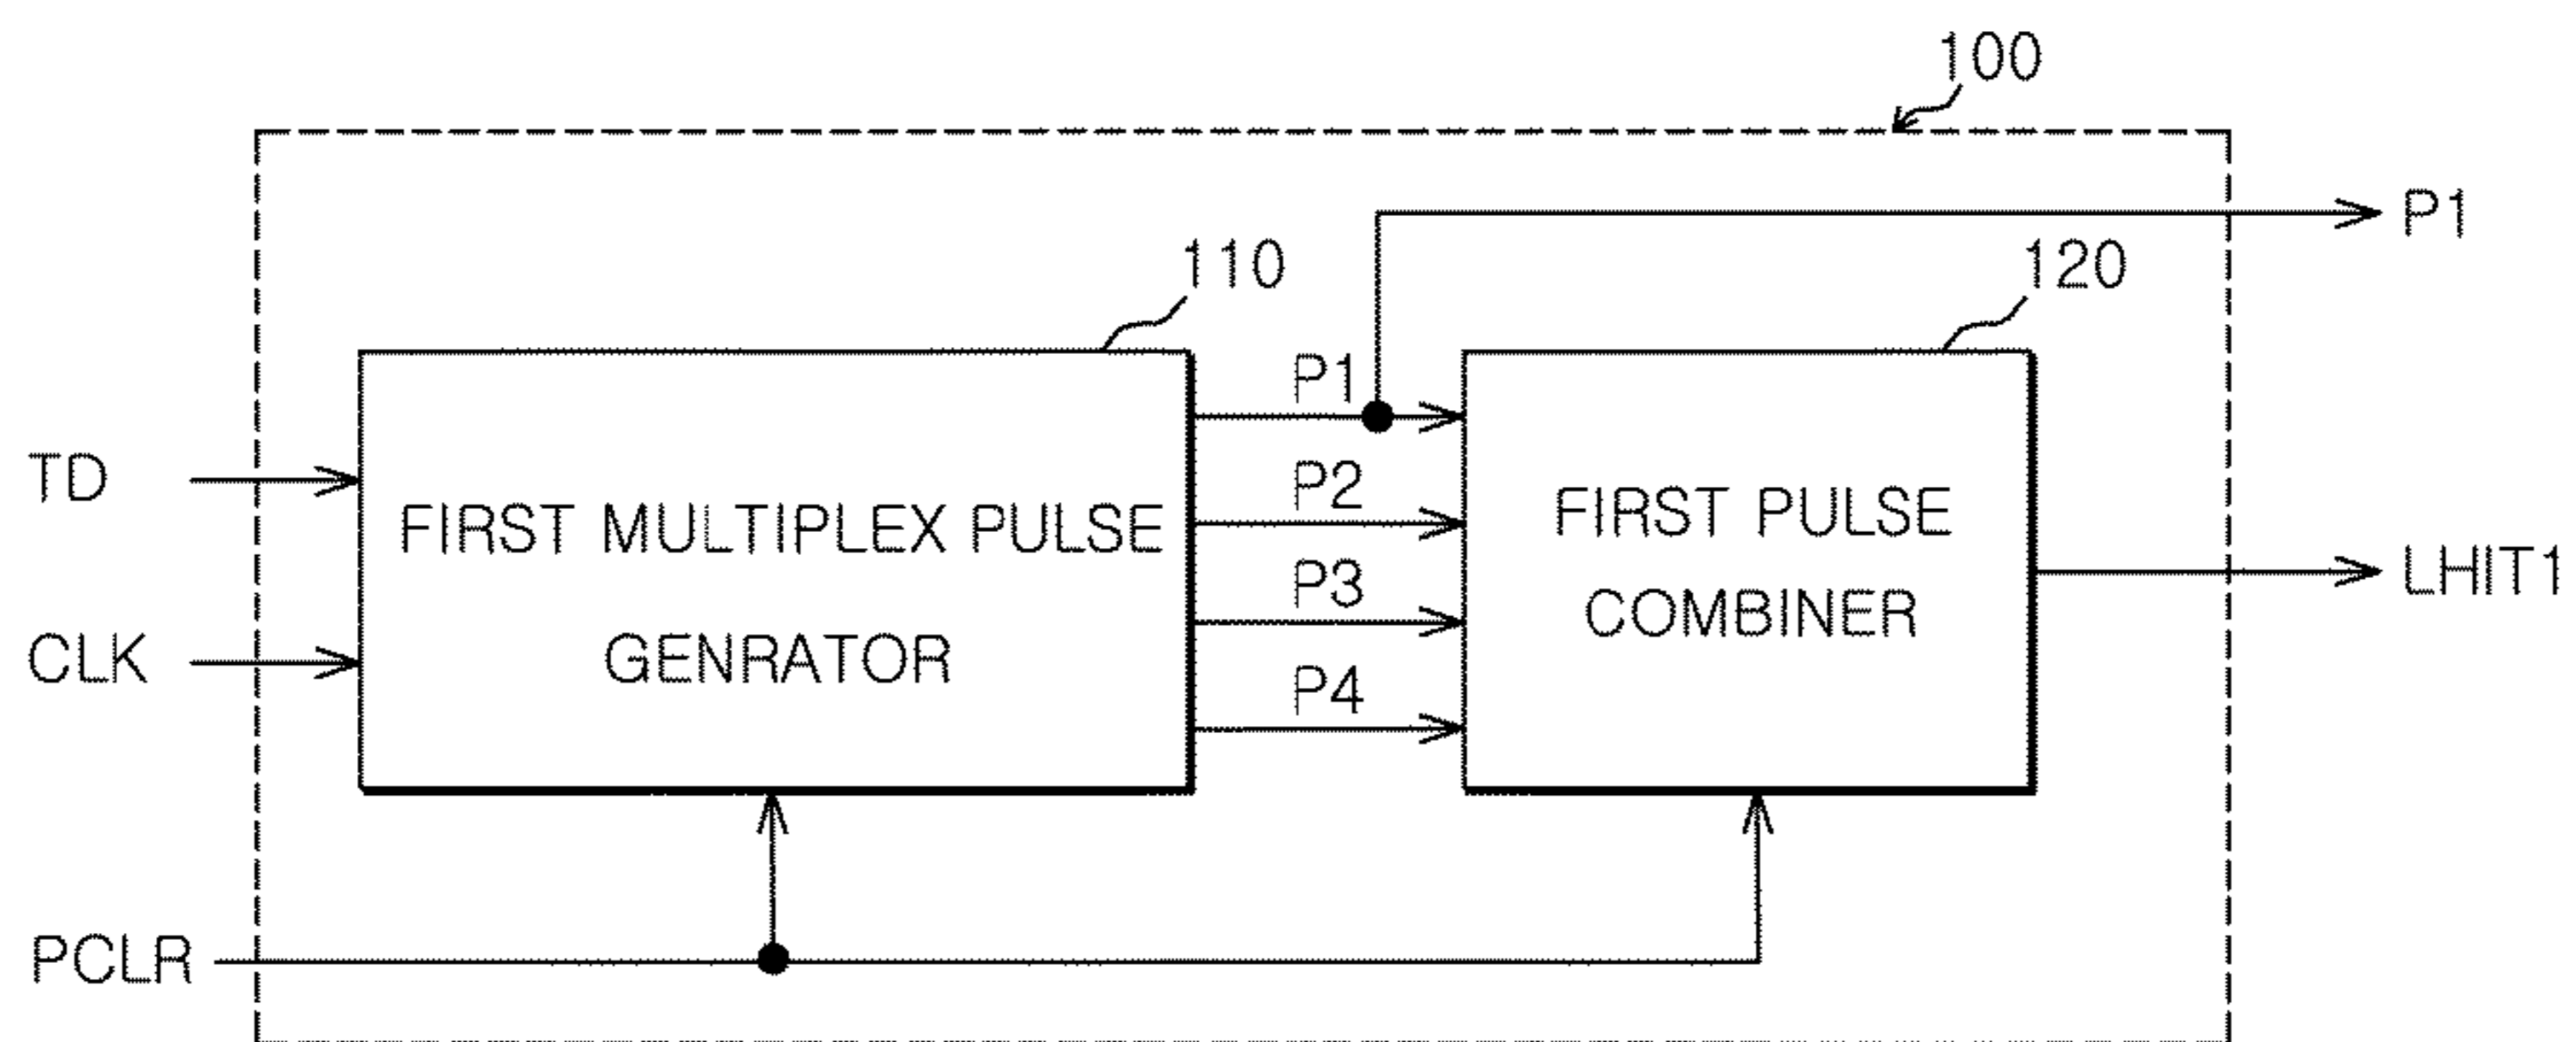 100
P1
110
120
P1
TD
P2
FIRST MULTIPLEX PULSE
GENRATOR
FIRST PULSE
COMBINER
P3
LHIT1
CLK
P4
PCLR